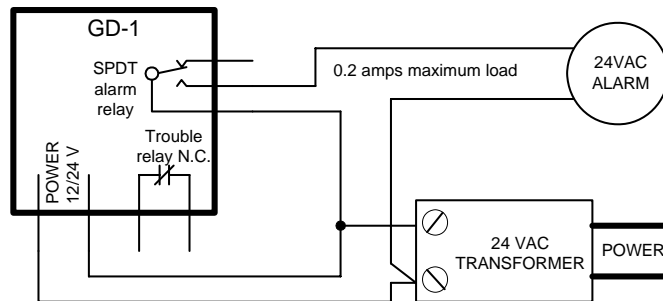 GD-1
SPDT
alarm
relay
0.2 amps maximum load
24VAC
ALARM
Trouble
relay N.C.
POWER
12/24 V
24 VAC
TRANSFORMER
POWER